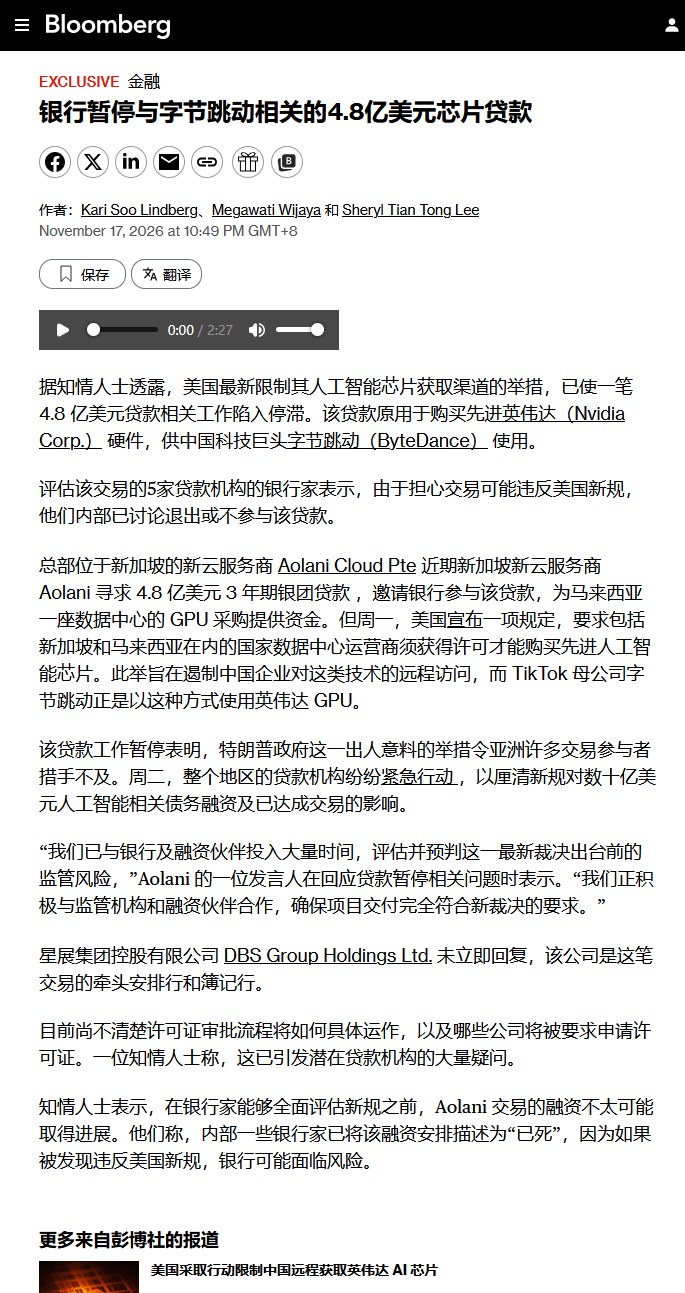 Bloomberg
EXCLUSIVE 金融
银行暂停与字节跳动相关的4.8亿美元芯片贷款
作者：Kari Soo Lindberg、Megawati Wijaya 和 Sheryl Tian Tong Lee
November 17, 2026 at 10:49 PM GMT+8
保存 翻译
0:00 / 2:27
据知情人士透露，美国最新限制其人工智能芯片获取渠道的举措，已使一笔
4.8 亿美元贷款相关工作陷入停滞。该贷款原用于购买先进英伟达（Nvidia
Corp.） 硬件，供中国科技巨头字节跳动（ByteDance） 使用。
评估该交易的5家贷款机构的银行家表示，由于担心交易可能违反美国新规，
他们内部已讨论退出或不参与该贷款。
总部位于新加坡的新云服务商 Aolani Cloud Pte 近期新加坡新云服务商
Aolani 寻求 4.8 亿美元 3 年期银团贷款 ，邀请银行参与该贷款，为马来西亚
一座数据中心的 GPU 采购提供资金。但周一，美国宣布一项规定，要求包括
新加坡和马来西亚在内的国家数据中心运营商须获得许可才能购买先进人工智
能芯片。此举旨在遏制中国企业对这类技术的远程访问，而 TikTok 母公司字
节跳动正是以这种方式使用英伟达 GPU。
该贷款工作暂停表明，特朗普政府这一出人意料的举措令亚洲许多交易参与者
措手不及。周二，整个地区的贷款机构纷纷紧急行动 ，以厘清新规对数十亿美
元人工智能相关债务融资及已达成交易的影响。
“我们已与银行及融资伙伴投入大量时间，评估并预判这一最新裁决出台前的
监管风险，”Aolani 的一位发言人在回应贷款暂停相关问题时表示。“我们正积
极与监管机构和融资伙伴合作，确保项目交付完全符合新裁决的要求。”
星展集团控股有限公司 DBS Group Holdings Ltd. 未立即回复，该公司是这笔
交易的牵头安排行和簿记行。
目前尚不清楚许可证审批流程将如何具体运作，以及哪些公司将被要求申请许
可证。一位知情人士称，这已引发潜在贷款机构的大量疑问。
知情人士表示，在银行家能够全面评估新规之前，Aolani 交易的融资不太可能
取得进展。他们称，内部一些银行家已将该融资安排描述为“已死”，因为如果
被发现违反美国新规，银行可能面临风险。
更多来自彭博社的报道
美国采取行动限制中国远程获取英伟达 AI 芯片